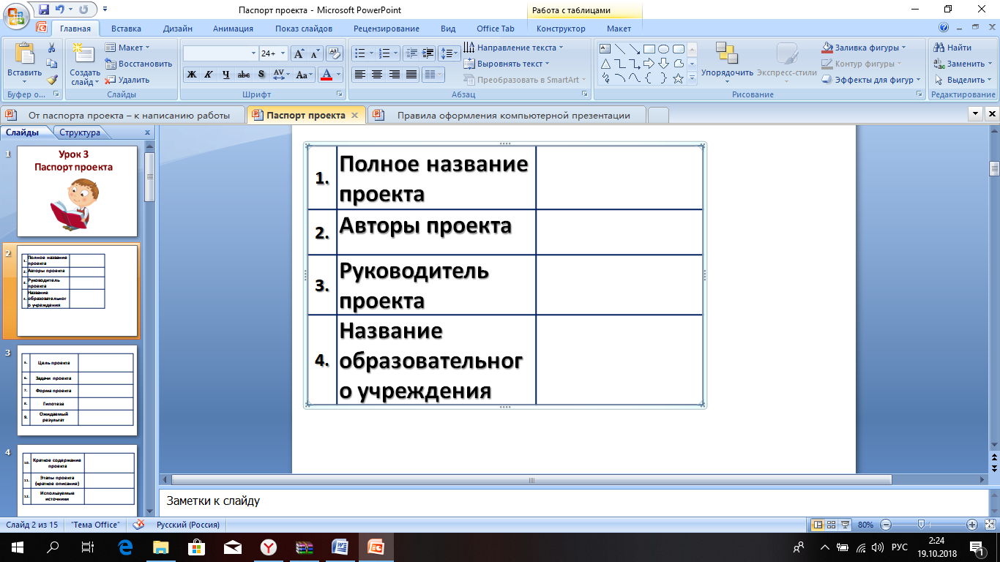 Паспорт проекта - Microsoft PowerPoint
Работа с таблицами
Главная Вставка Дизайн Анимация Показ слайдов Рецензирование Вид Office Tab Конструктор Макет
Вставить
Буфер о...
Создать слайд
Макет
Восстановить
Удалить
Слайды
24+
Ж К Ч abc S AV Aa A
Шрифт
Направление текста
Выровнять текст
Преобразовать в SmartArt
Абзац
Упорядочить
Экспресс-стили
Заливка фигуры
Контур фигуры
Эффекты для фигур
Рисование
Найти
Заменить
Выделить
Редактирование
От паспорта проекта – к написанию работы
Паспорт проекта
Правила оформления компьютерной презентации
Слайды Структура
1
Урок 3
Паспорт проекта
2
1. Полное название
проекта
2. Авторы проекта
3. Руководитель
проекта
4. Название
образовательног
о учреждения
3
5. Цель проекта
6. Задачи проекта
7. Форма проекта
8. Гипотеза
9. Ожидаемый
результат
4
10. Краткое содержание
проекта
11. Этапы проекта
(краткое описание)
12. Используемые
источники
1. Полное название
проекта
2. Авторы проекта
3. Руководитель
проекта
4. Название
образовательног
о учреждения
Заметки к слайду
Слайд 2 из 15 "Тема Office" Русский (Россия) 80%
РУС
2:24
19.10.2018
1